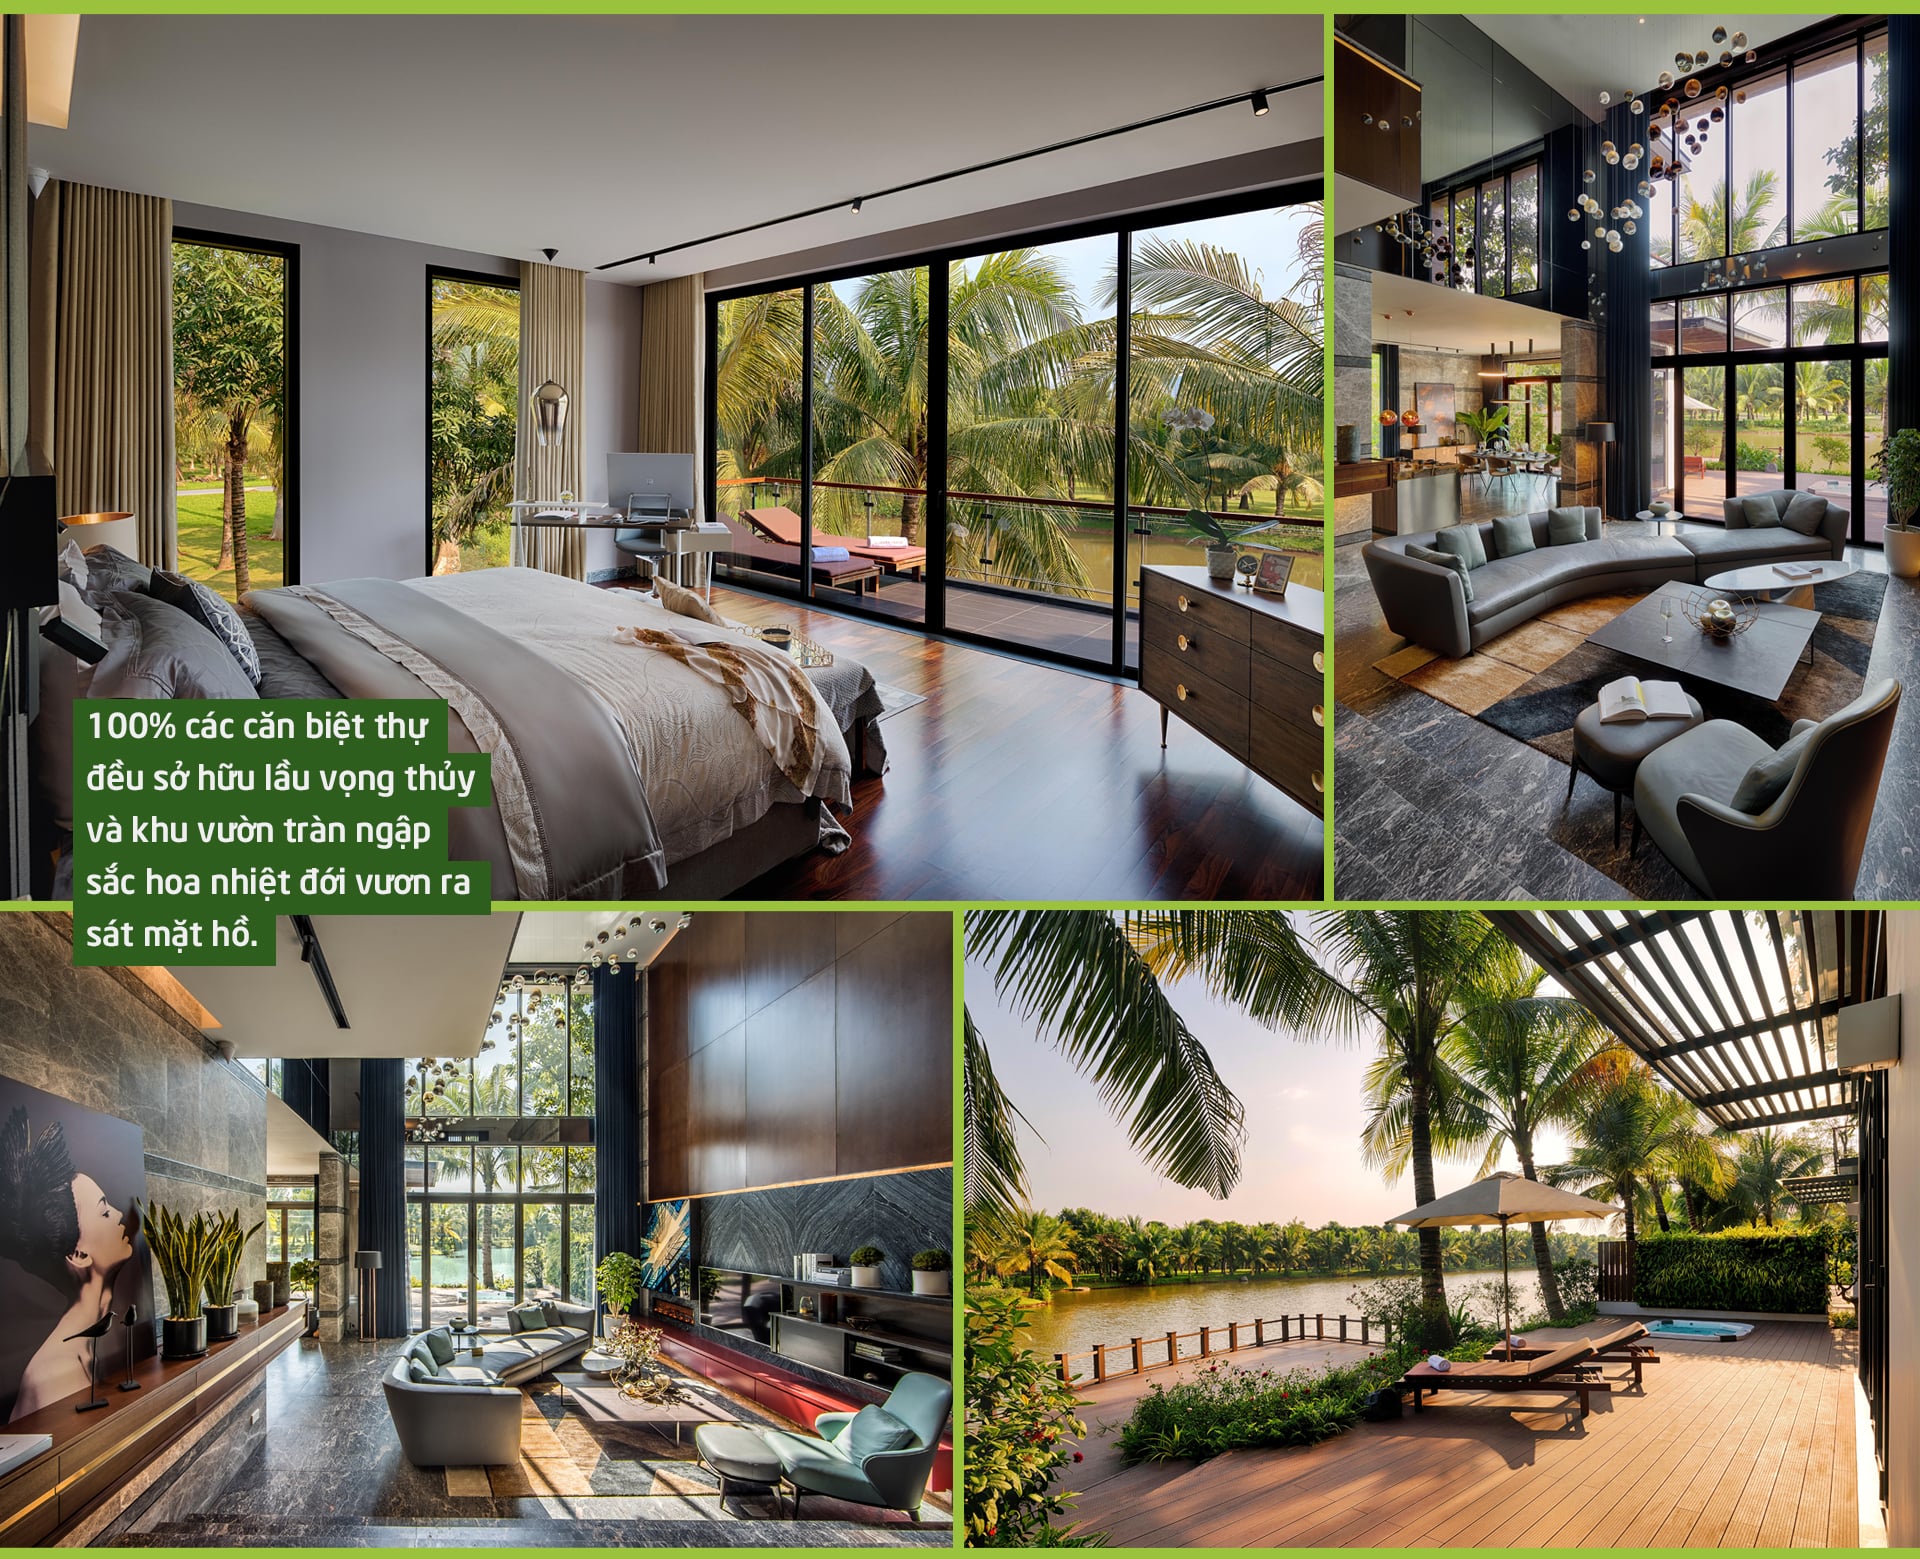 100% các căn biệt thự
đều sở hữu lầu vọng thủy
và khu vườn tràn ngập
sắc hoa nhiệt đới vươn ra
sát mặt hồ.